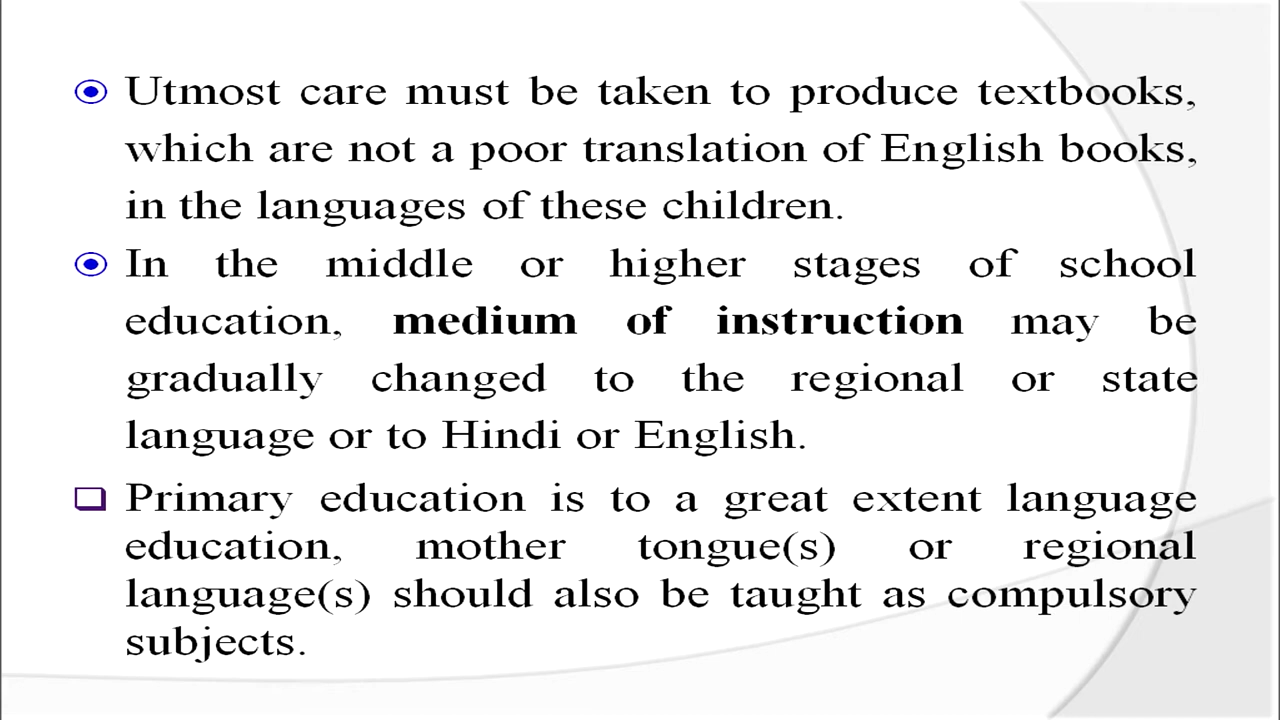 Utmost care must be taken to produce textbooks,
which are not a poor translation of English books,
in the languages of these children.
In the middle or higher stages of school
education, medium of instruction may be
gradually changed to the regional or state
language or to Hindi or English.
Primary education is to a great extent language
education, mother tongue(s) or regional
language(s) should also be taught as compulsory
subjects.